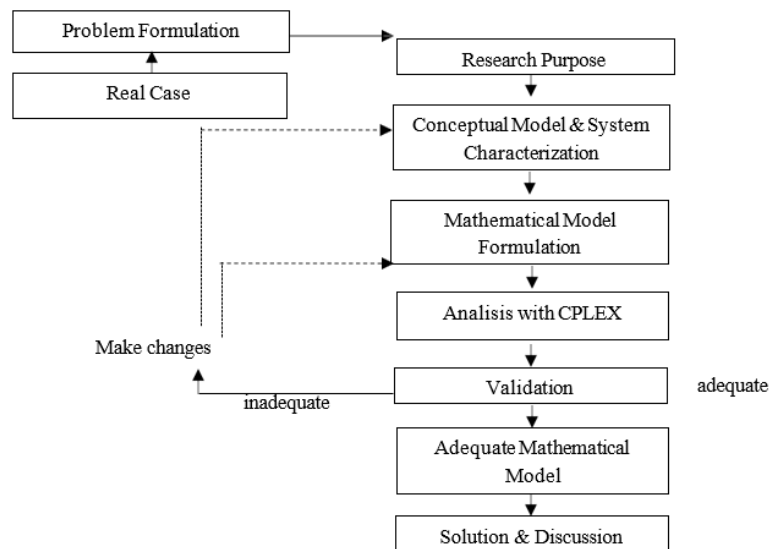 Problem Formulation
Real Case
Research Purpose
Conceptual Model & System
Characterization
Mathematical Model
Formulation
Analisis with CPLEX
Make changes
Validation
adequate
inadequate
Adequate Mathematical
Model
Solution & Discussion